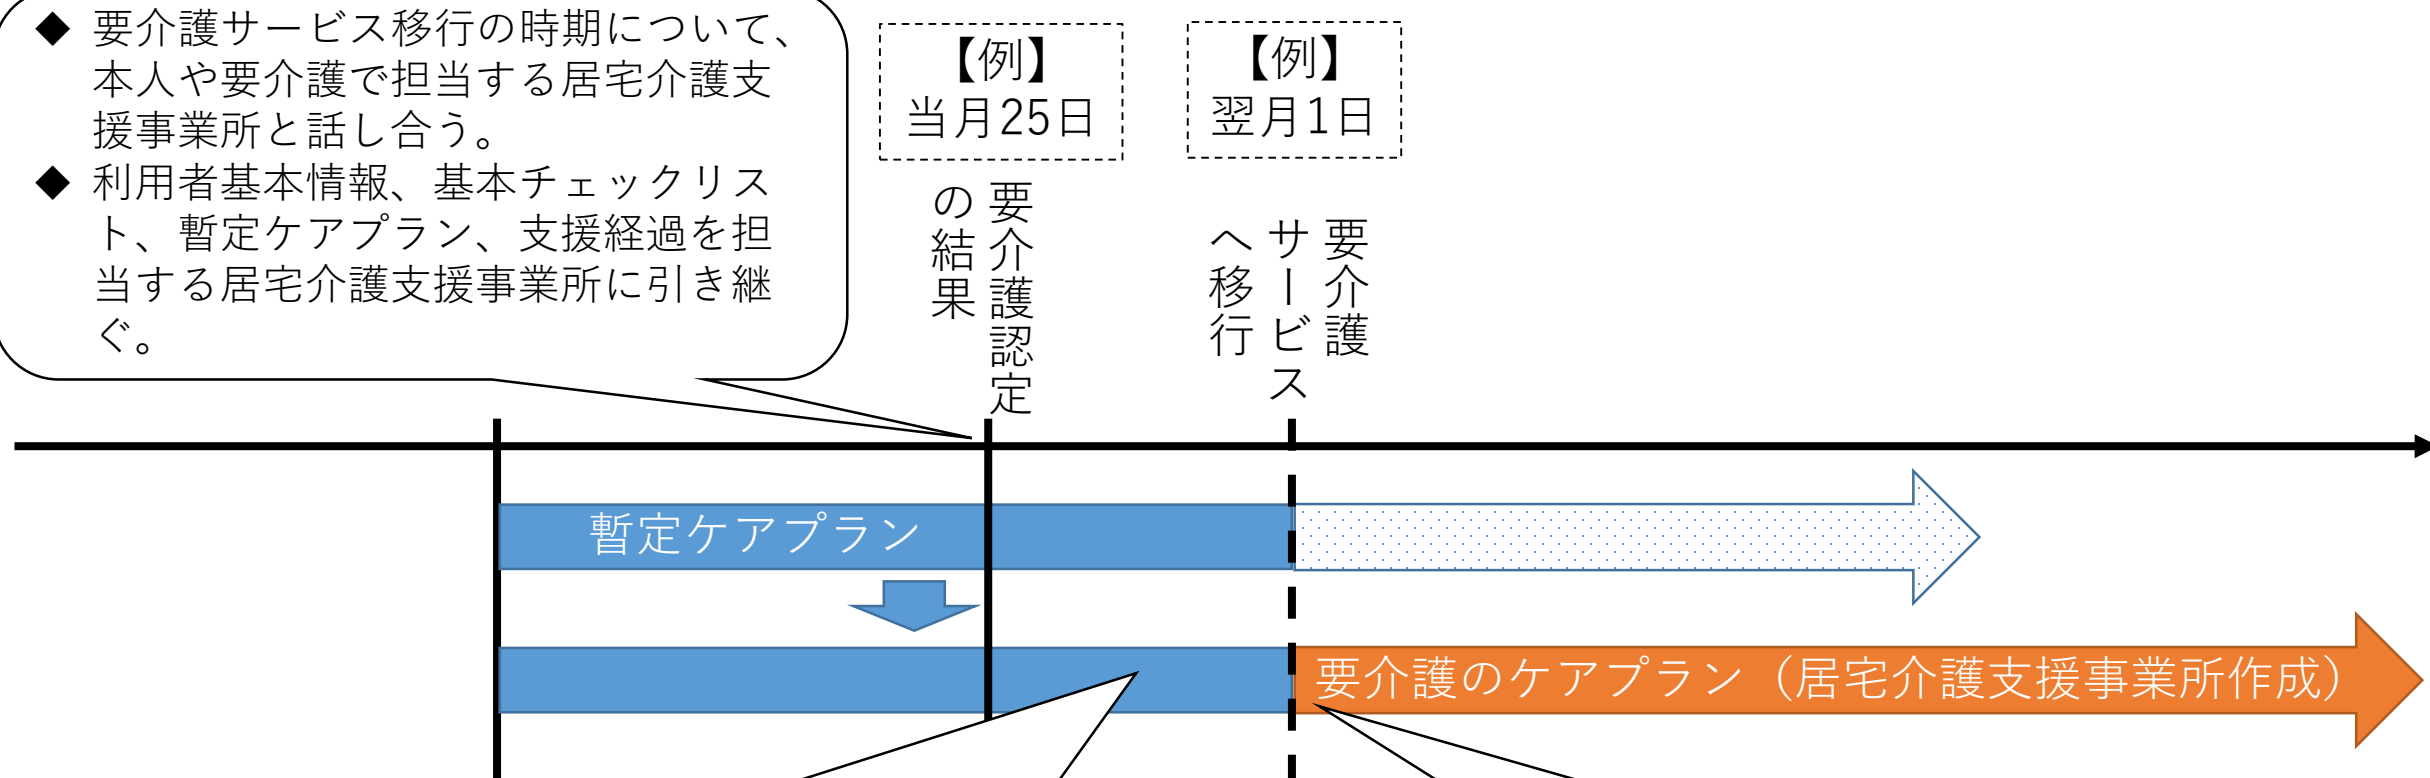 ◆ 要介護サービス移行の時期について、
本人や要介護で担当する居宅介護支
援事業所と話し合う。
◆ 利用者基本情報、基本チェックリス
ト、暫定ケアプラン、支援経過を担
当する居宅介護支援事業所に引き継
ぐ。
【例】
当月25日
【例】
翌月1日
要介護認定
の結果
要介護
サービス
へ移行
暫定ケアプラン
要介護のケアプラン（居宅介護支援事業所作成）